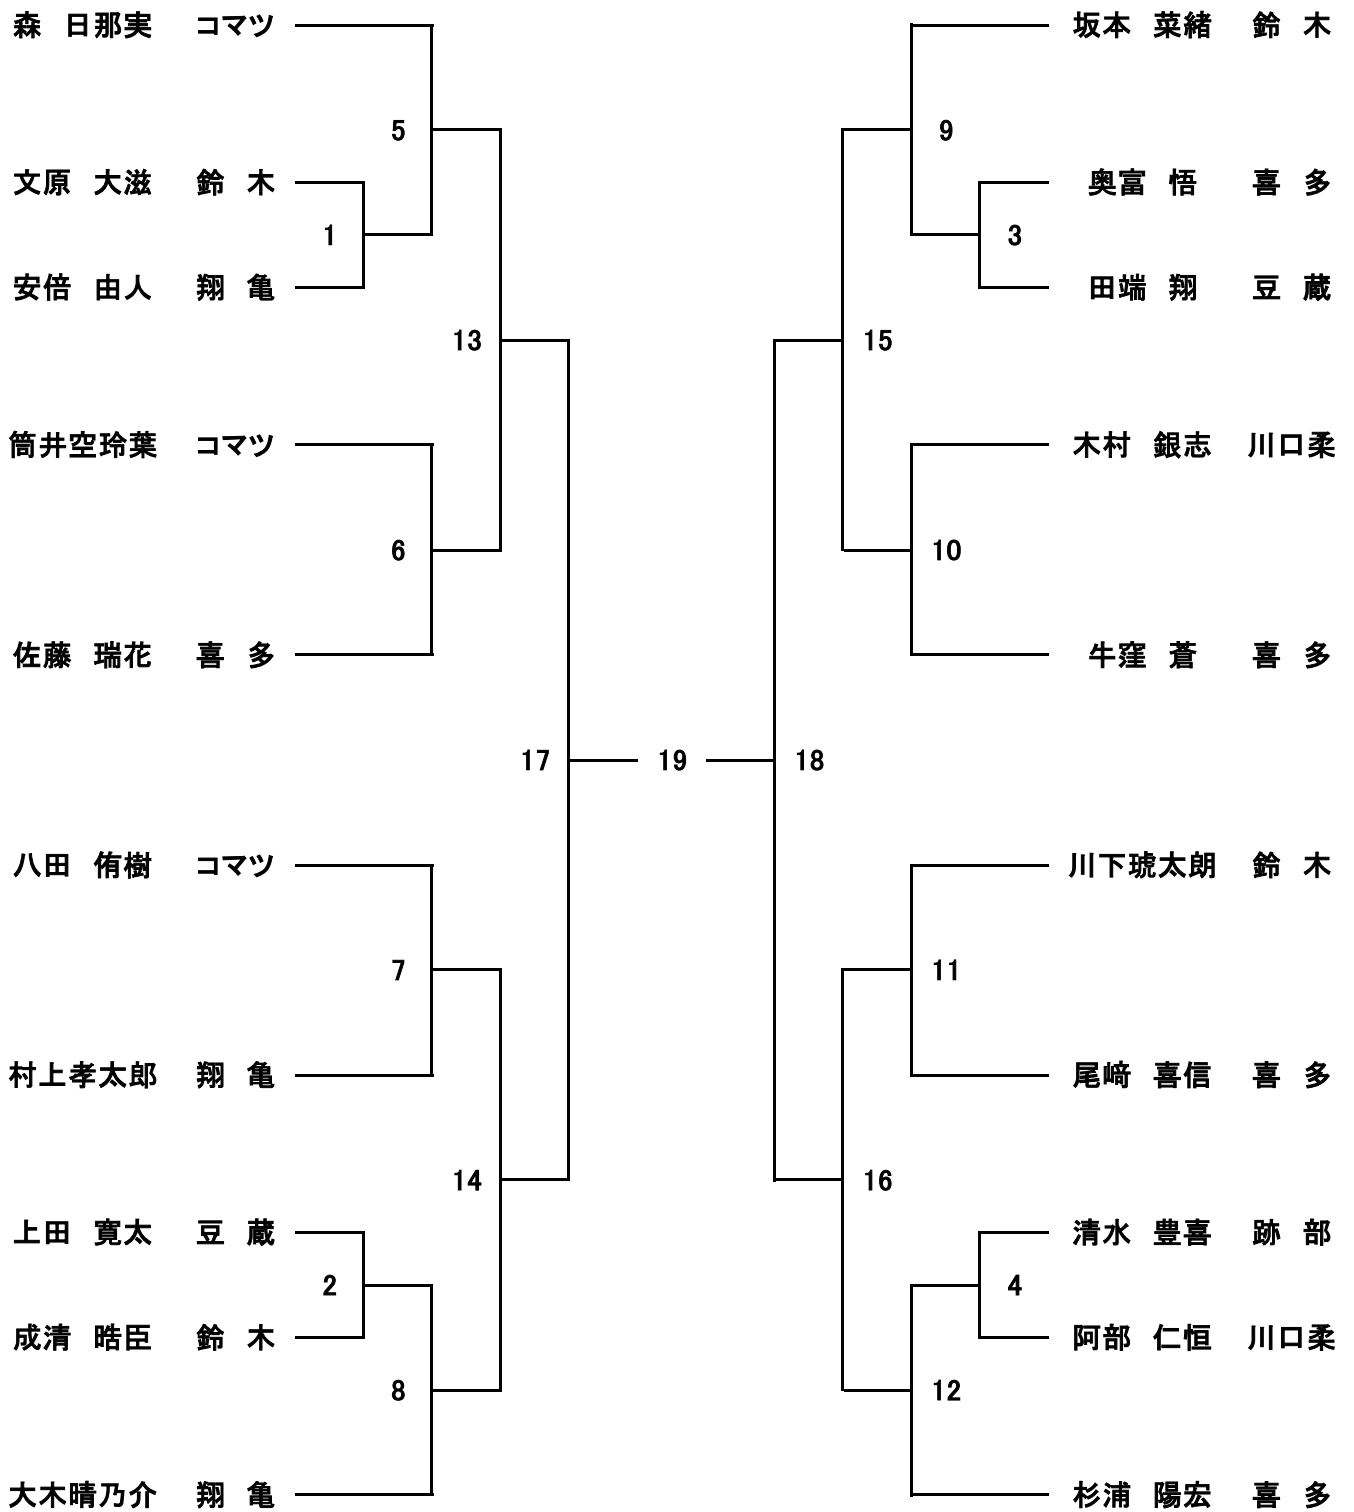 森 日那実 コマツ
坂本 菜緒 鈴 木
5
9
文原 大滋 鈴 木
奥富 悟 喜 多
1
3
安倍 由人 翔 亀
田端 翔 豆 蔵
13
15
筒井空玲葉 コマツ
木村 銀志 川口柔
6
10
佐藤 瑞花 喜 多
牛窪 蒼 喜 多
17 19 18
八田 侑樹 コマツ
川下琥太朗 鈴 木
7
11
村上孝太郎 翔 亀
尾﨑 喜信 喜 多
14
16
上田 寛太 豆 蔵
清水 豊喜 跡 部
2
4
成清 晧臣 鈴 木
阿部 仁恒 川口柔
8
12
大木晴乃介 翔 亀
杉浦 陽宏 喜 多